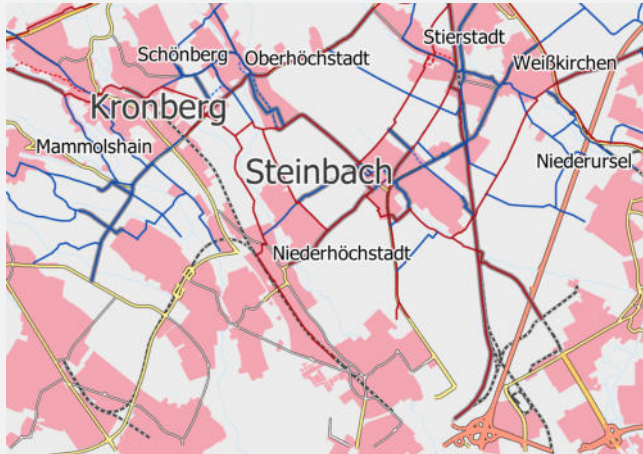 Stierstadt
Schönberg
Oberhöchstadt
Weißkirchen
Kronberg
Mammolshain
Steinbach
Niederursel
Niederhöchstadt